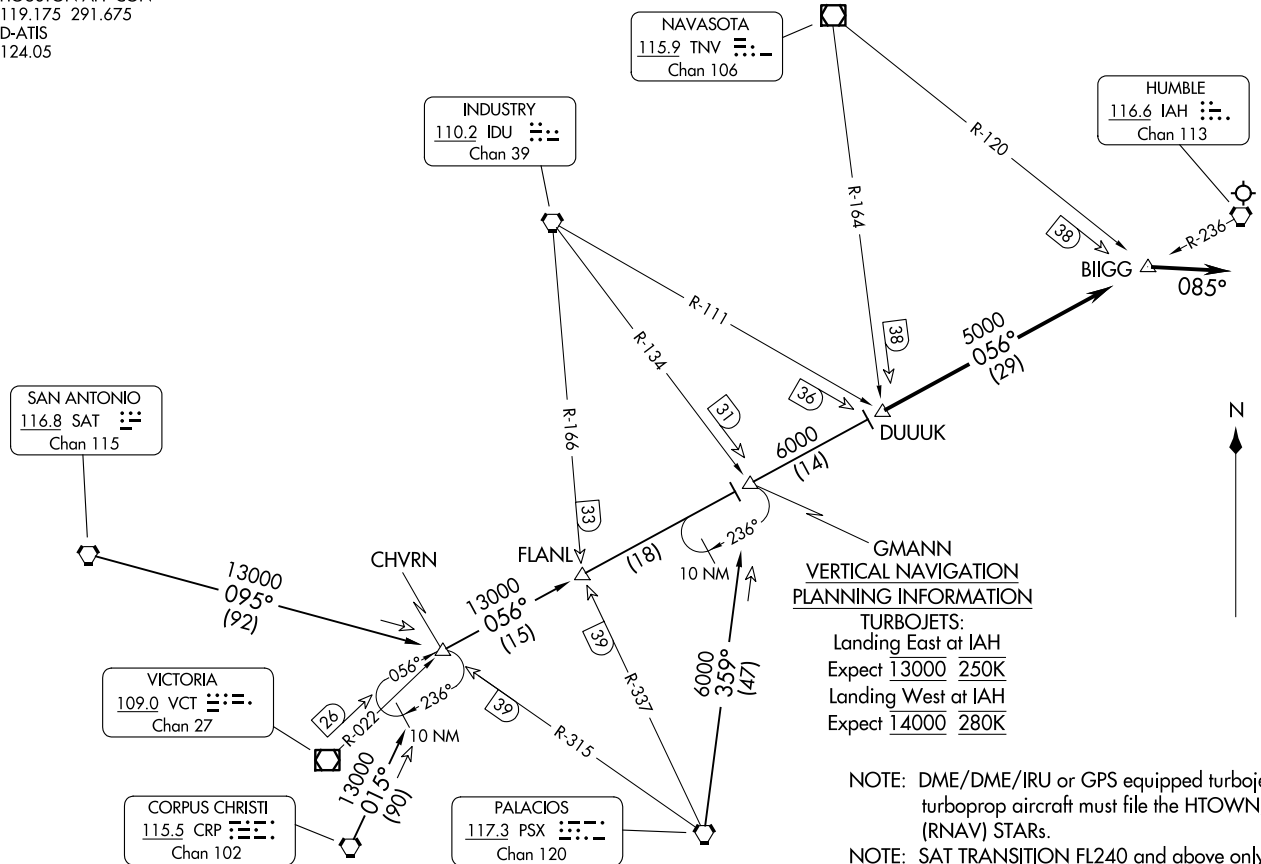 119.175 291.675
D-ATIS
124.05
NAVASOTA
115.9 TNV
Chan 106
HUMBLE
116.6 IAH
Chan 113
INDUSTRY
110.2 IDU
Chan 39
R-120
R-164
R-236
38
BIIGG
085°
R-111
R-134
R-166
38
5000
056°
(29)
36
31
DUUUK
N
SAN ANTONIO
116.8 SAT
Chan 115
6000
(14)
33
236°
FLANL
(18)
10 NM
GMANN
CHVRN
13000
095°
(92)
13000
056°
(15)
VERTICAL NAVIGATION
PLANNING INFORMATION
TURBOJETS:
Landing East at IAH
Expect 13000 250K
Landing West at IAH
Expect 14000 280K
39
6000
359°
(47)
VICTORIA
109.0 VCT
Chan 27
056°
236°
R-337
39
26
R-022
10 NM
R-315
13000
015°
(90)
CORPUS CHRISTI
115.5 CRP
Chan 102
PALACIOS
117.3 PSX
Chan 120
NOTE: DME/DME/IRU or GPS equipped turboje
turboprop aircraft must file the HTOWN
(RNAV) STARs.
NOTE: SAT TRANSITION FL240 and above only